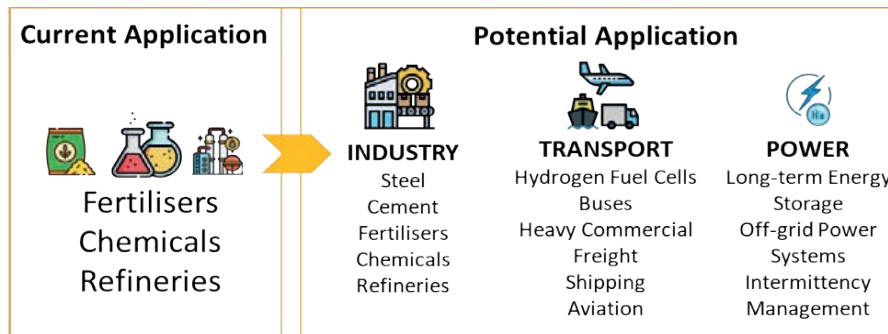 Current Application
Fertilisers
Chemicals
Refineries
Potential Application
INDUSTRY
Steel
Cement
Fertilisers
Chemicals
Refineries
TRANSPORT
Hydrogen Fuel Cells
Buses
Heavy Commercial
Freight
Shipping
Aviation
POWER
Long-term Energy
Storage
Off-grid Power
Systems
Intermittency
Management